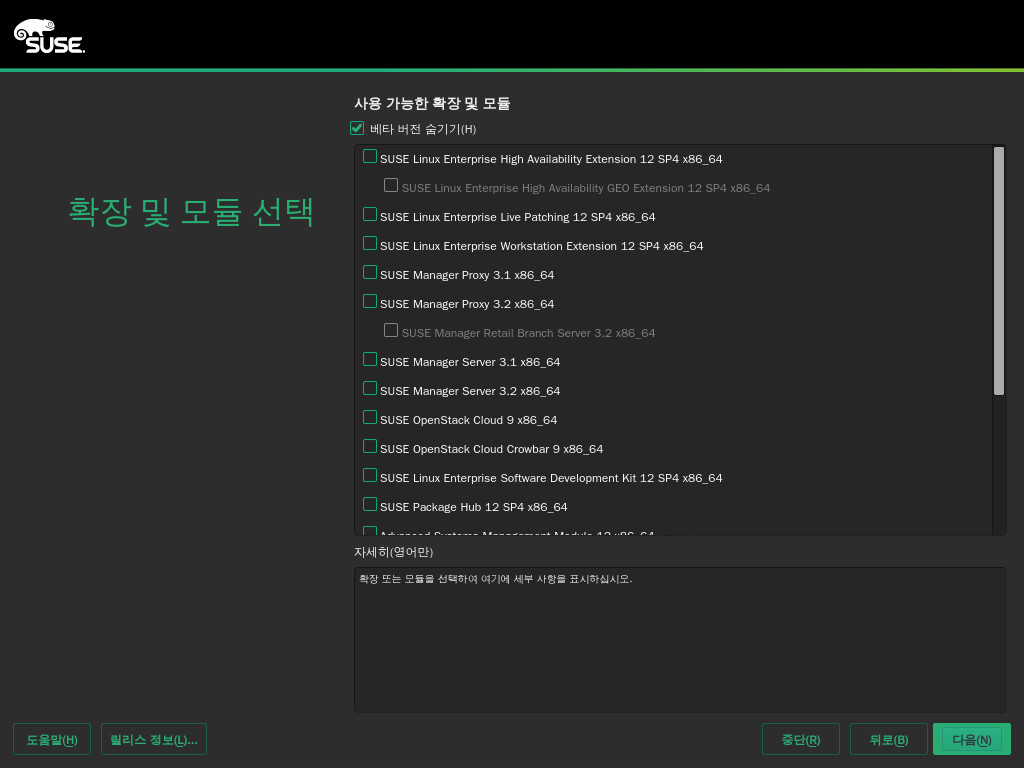 SUSE
사용 가능한 확장 및 모듈
베타 버전 숨기기(H)
확장 및 모듈 선택
SUSE Linux Enterprise High Availability Extension 12 SP4 x86_64
SUSE Linux Enterprise High Availability GEO Extension 12 SP4 x86_64
SUSE Linux Enterprise Live Patching 12 SP4 x86_64
SUSE Linux Enterprise Workstation Extension 12 SP4 x86_64
SUSE Manager Proxy 3.1 x86_64
SUSE Manager Proxy 3.2 x86_64
SUSE Manager Retail Branch Server 3.2 x86_64
SUSE Manager Server 3.1 x86_64
SUSE Manager Server 3.2 x86_64
SUSE OpenStack Cloud 9 x86_64
SUSE OpenStack Cloud Crowbar 9 x86_64
SUSE Linux Enterprise Software Development Kit 12 SP4 x86_64
SUSE Package Hub 12 SP4 x86_64
Advanced Systems Management Module 12 x86_64
자세히(영어만)
확장 또는 모듈을 선택하여 여기에 세부 사항을 표시하십시오.
도움말(H)
릴리스 정보(L)...
중단(R)
뒤로(B)
다음(N)